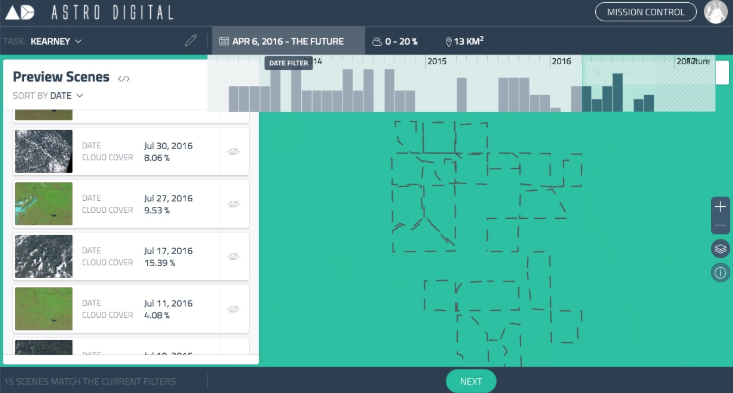 ASTRO DIGITAL
MISSION CONTROL
TASK: KEARNEY
APR 6, 2016 - THE FUTURE
0 - 20 %
13 KM²
DATE FILTER
2015
2016
Future
Preview Scenes
SORT BY DATE
DATE Jul 30, 2016
CLOUD COVER 8.06 %
DATE Jul 27, 2016
CLOUD COVER 9.53 %
DATE Jul 17, 2016
CLOUD COVER 15.39 %
DATE Jul 11, 2016
CLOUD COVER 4.08 %
15 SCENES MATCH THE CURRENT FILTERS
NEXT